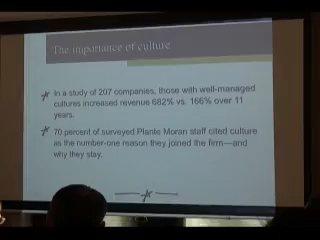 The importance of culture
In a study of 207 companies, those with well-managed
cultures increased revenue 682% vs. 166% over 11
years.
70 percent of surveyed Plante Moran staff cited culture
as the number-one reason they joined the firm—and
why they stay.